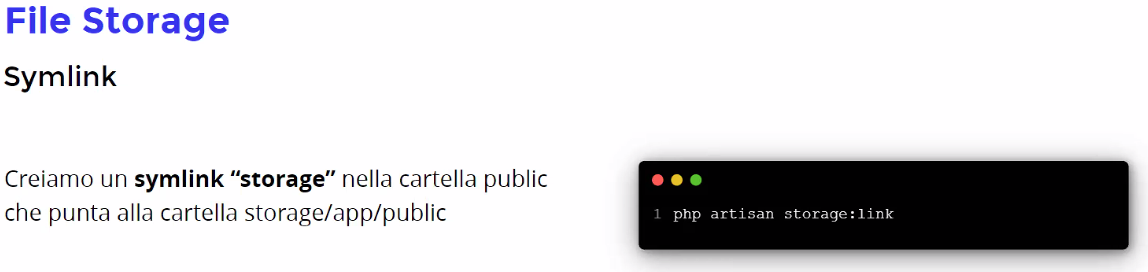 File Storage
Symlink
Creiamo un symlink “storage” nella cartella public
che punta alla cartella storage/app/public
1 php artisan storage:link